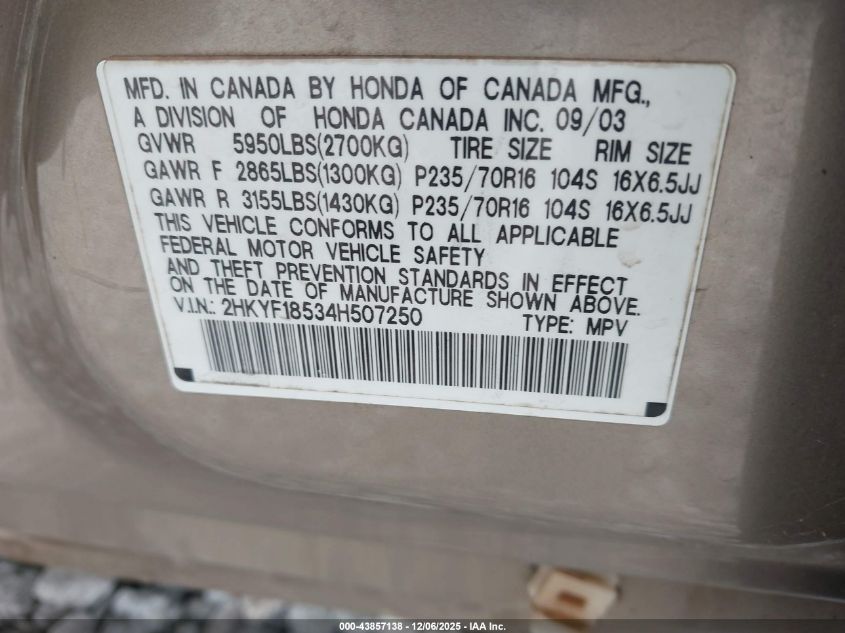 MFD. IN CANADA BY HONDA OF CANADA MFG.,
A DIVISION OF HONDA CANADA INC. 09/03
GVWR 5950LBS(2700KG) TIRE SIZE RIM SIZE
GAWR F 2865LBS(1300KG) P235/70R16 104S 16X6.5JJ
GAWR R 3155LBS(1430KG) P235/70R16 104S 16X6.5JJ
THIS VEHICLE CONFORMS TO ALL APPLICABLE
FEDERAL MOTOR VEHICLE SAFETY
AND THEFT PREVENTION STANDARDS IN EFFECT
ON THE DATE OF MANUFACTURE SHOWN ABOVE.
V.I.N.: 2HKYF18534H507250 TYPE: MPV
000-43857138 - 12/06/2025 - IAA Inc.